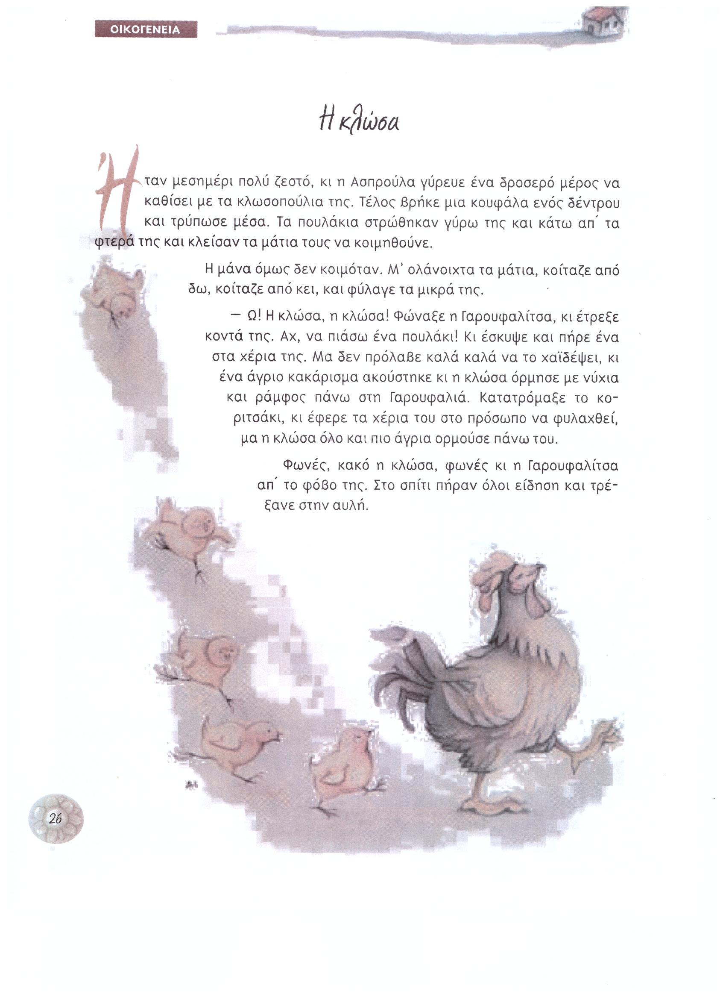 ΟΙΚΟΓΕΝΕΙΑ
Η κλώσα
Ήταν μεσημέρι πολύ ζεστό, κι η Ασπρούλα γύρευε ένα δροσερό μέρος να
καθίσει με τα κλωσοπούλια της. Τέλος βρήκε μια κουφάλα ενός δέντρου
και τρύπωσε μέσα. Τα πουλάκια στρώθηκαν γύρω της και κάτω απ΄ τα
φτερά της και κλείσαν τα μάτια τους να κοιμηθούνε.
Η μάνα όμως δεν κοιμόταν. Μ’ ολάνοιχτα τα μάτια, κοίταζε από
δω, κοίταζε από κει, και φύλαγε τα μικρά της.
– Ω! Η κλώσα, η κλώσα! Φώναξε η Γαρουφαλίτσα, κι έτρεξε
κοντά της. Αχ, να πιάσω ένα πουλάκι! Κι έσκυψε και πήρε ένα
στα χέρια της. Μα δεν πρόλαβε καλά καλά να το χαϊδέψει, κι
ένα άγριο κακάρισμα ακούστηκε κι η κλώσα όρμησε με νύχια
και ράμφος πάνω στη Γαρουφαλιά. Κατατρόμαξε το κο-
ριτσάκι, κι έφερε τα χέρια του στο πρόσωπο να φυλαχθεί,
μα η κλώσα όλο και πιο άγρια ορμούσε πάνω του.
Φωνές, κακό η κλώσα, φωνές κι η Γαρουφαλίτσα
απ΄ το φόβο της. Στο σπίτι πήραν όλοι είδηση και τρέ-
ξανε στην αυλή.
26